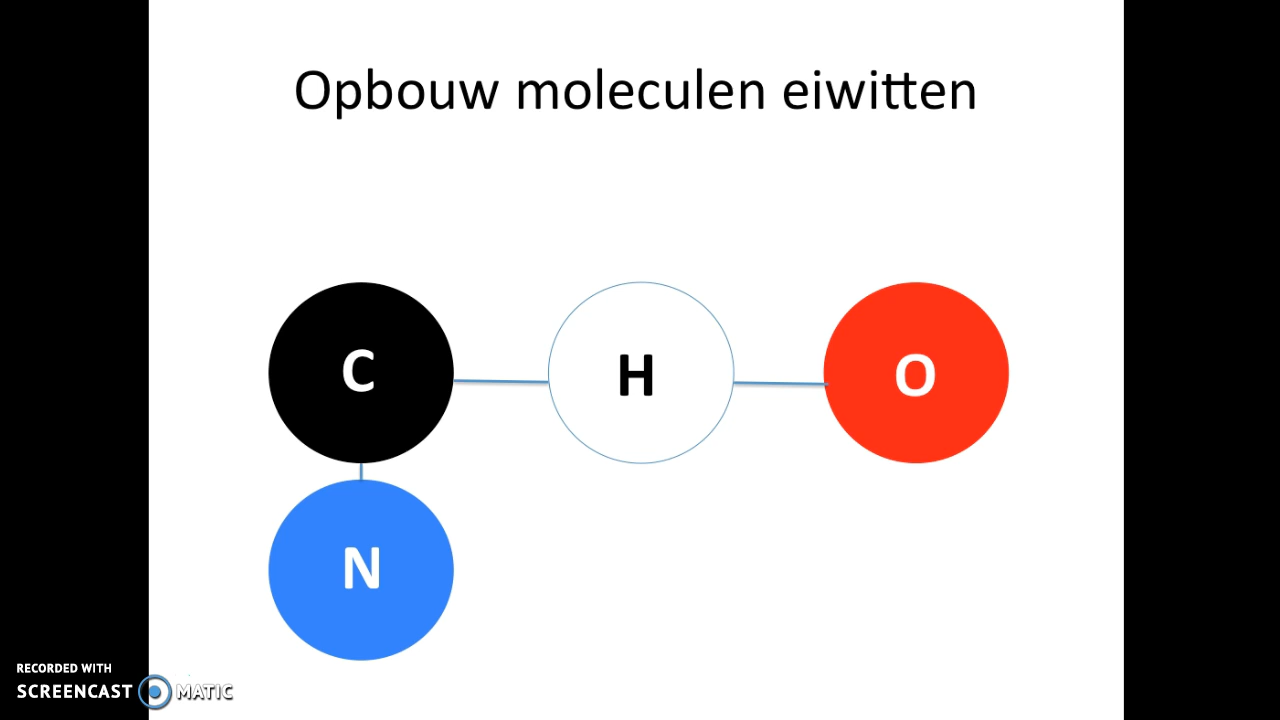 Opbouw moleculen eiwitten
C H O
N
RECORDED WITH
SCREENCAST MATIC